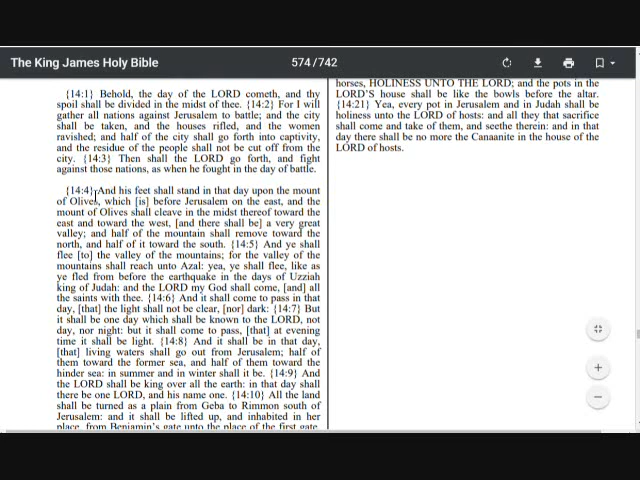 The King James Holy Bible
574 / 742
{14:1} Behold, the day of the LORD cometh, and thy
spoil shall be divided in the midst of thee. {14:2} For I will
gather all nations against Jerusalem to battle; and the city
shall be taken, and the houses rifled, and the women
ravished; and half of the city shall go forth into captivity,
and the residue of the people shall not be cut off from the
city. {14:3} Then shall the LORD go forth, and fight
against those nations, as when he fought in the day of battle.
{14:4} And his feet shall stand in that day upon the mount
of Olives, which [is] before Jerusalem on the east, and the
mount of Olives shall cleave in the midst thereof toward the
east and toward the west, [and there shall be] a very great
valley; and half of the mountain shall remove toward the
north, and half of it toward the south. {14:5} And ye shall
flee [to] the valley of the mountains; for the valley of the
mountains shall reach unto Azal: yea, ye shall flee, like as
ye fled from before the earthquake in the days of Uzziah
king of Judah: and the LORD my God shall come, [and] all
the saints with thee. {14:6} And it shall come to pass in that
day, [that] the light shall not be clear, [nor] dark: {14:7} But
it shall be one day which shall be known to the LORD, not
day, nor night: but it shall come to pass, [that] at evening
time it shall be light. {14:8} And it shall be in that day,
[that] living waters shall go out from Jerusalem; half of
them toward the former sea, and half of them toward the
hinder sea: in summer and in winter shall it be. {14:9} And
the LORD shall be king over all the earth: in that day shall
there be one LORD, and his name one. {14:10} All the land
shall be turned as a plain from Geba to Rimmon south of
Jerusalem: and it shall be lifted up, and inhabited in her
place, from Benjamin's gate unto the place of the first gate,
horses, HOLINESS UNTO THE LORD; and the pots in the
LORD'S house shall be like the bowls before the altar.
{14:21} Yea, every pot in Jerusalem and in Judah shall be
holiness unto the LORD of hosts: and all they that sacrifice
shall come and take of them, and seethe therein: and in that
day there shall be no more the Canaanite in the house of the
LORD of hosts.